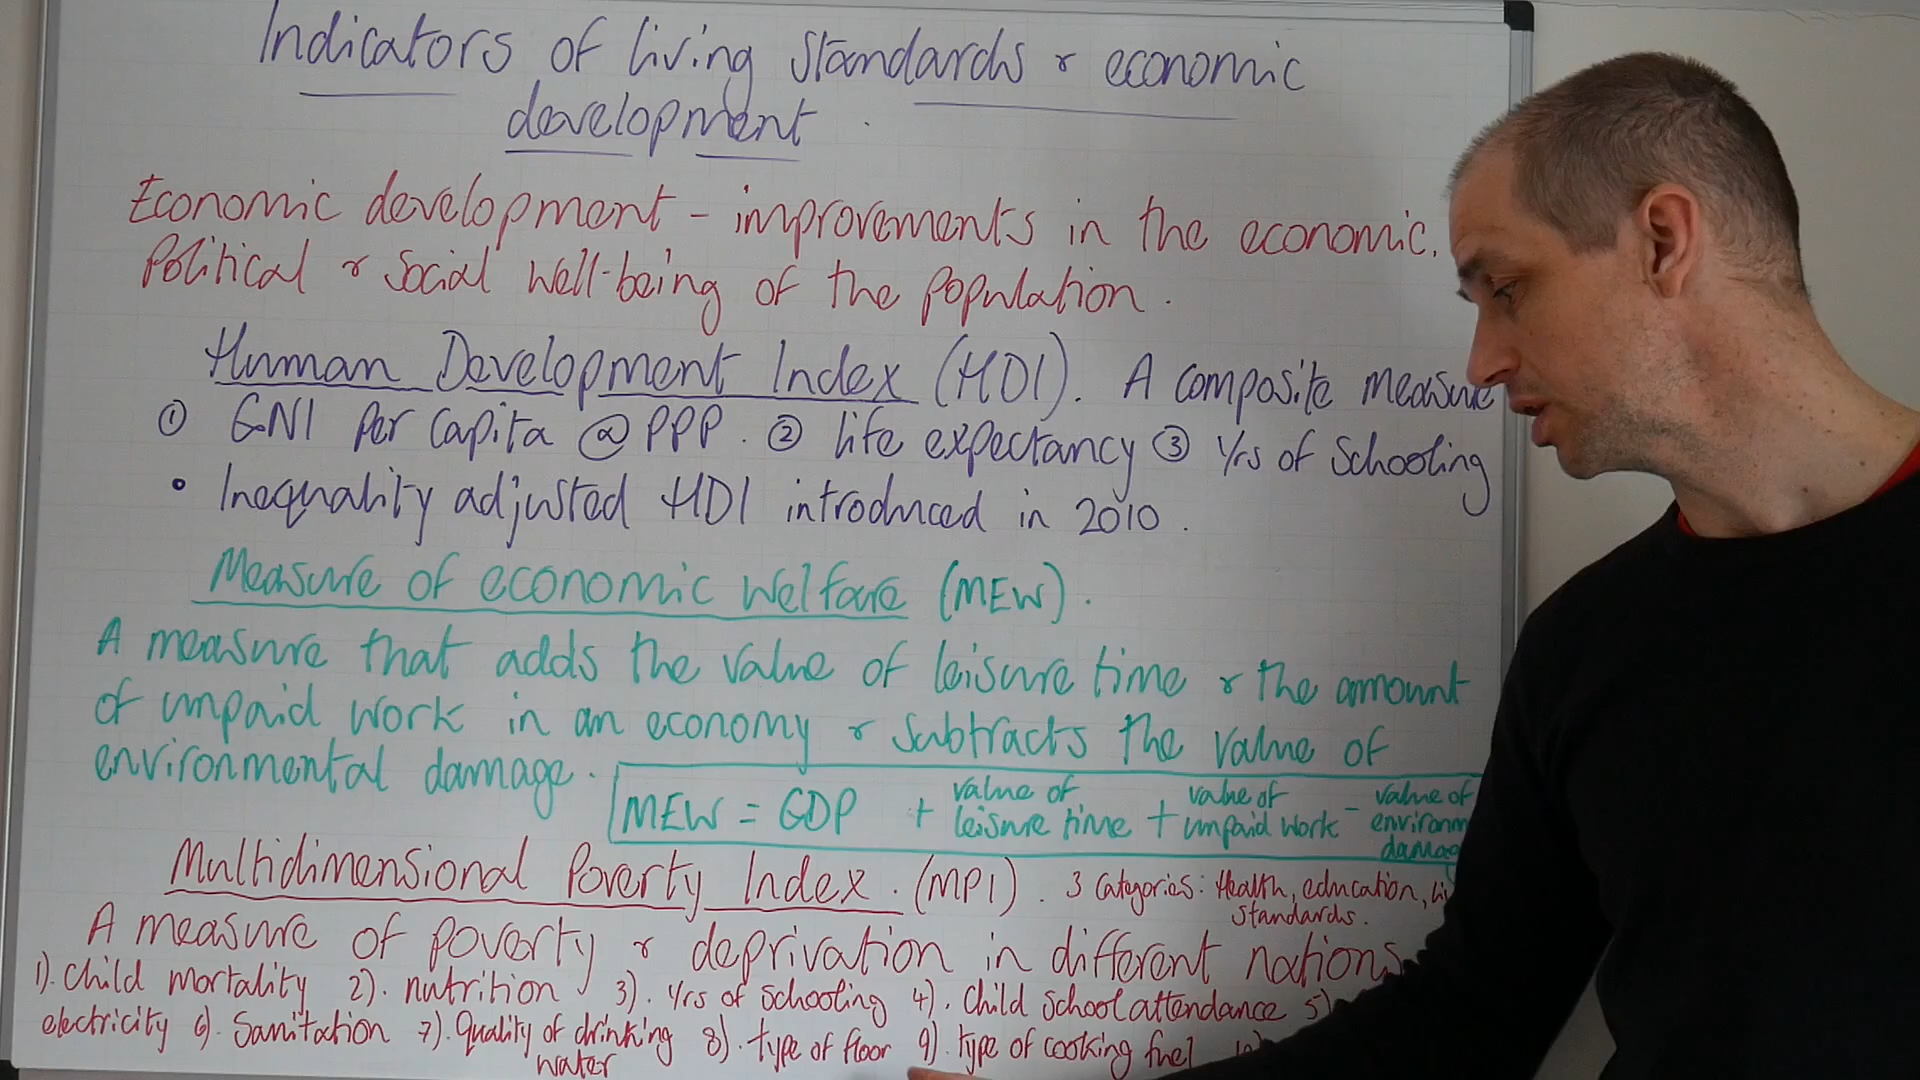 Indicators of living standards & economic
development.
Economic development - improvements in the economic,
Political & Social well-being of the population.
Human Development Index (HDI). A composite measure
① GNI per capita @ PPP. ② life expectancy ③ Yrs of Schooling
• Inequality adjusted HDI introduced in 2010.
Measure of economic welfare (MEW).
A measure that adds the value of leisure time & the amount
of unpaid work in an economy & subtracts the value of
environmental damage.
MEW = GDP + value of leisure time + value of unpaid work - value of
Multidimensional Poverty Index. (MPI). 3 Categories: Health, education,
standards.
A measure of poverty & deprivation in different nations
1). Child mortality 2). nutrition 3). Yrs of schooling 4). Child school attendance 5)
electricity 6). Sanitation 7). Quality of drinking 8). type of floor 9). type of cooking fuel
water